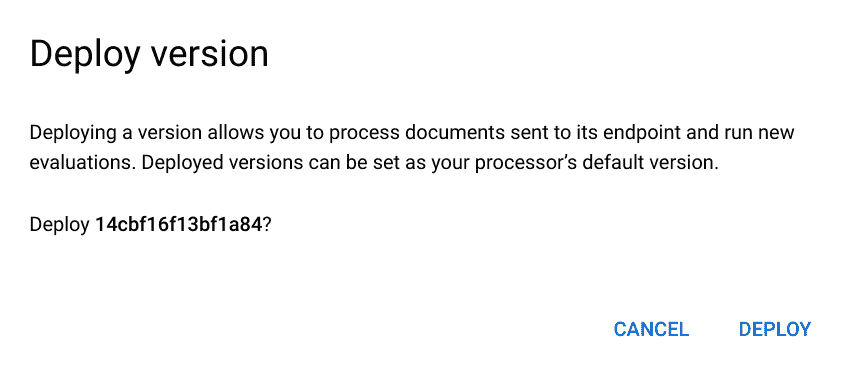 Deploy version
Deploying a version allows you to process documents sent to its endpoint and run new
evaluations. Deployed versions can be set as your processor’s default version.
Deploy 14cbf16f13bf1a84?
CANCEL DEPLOY